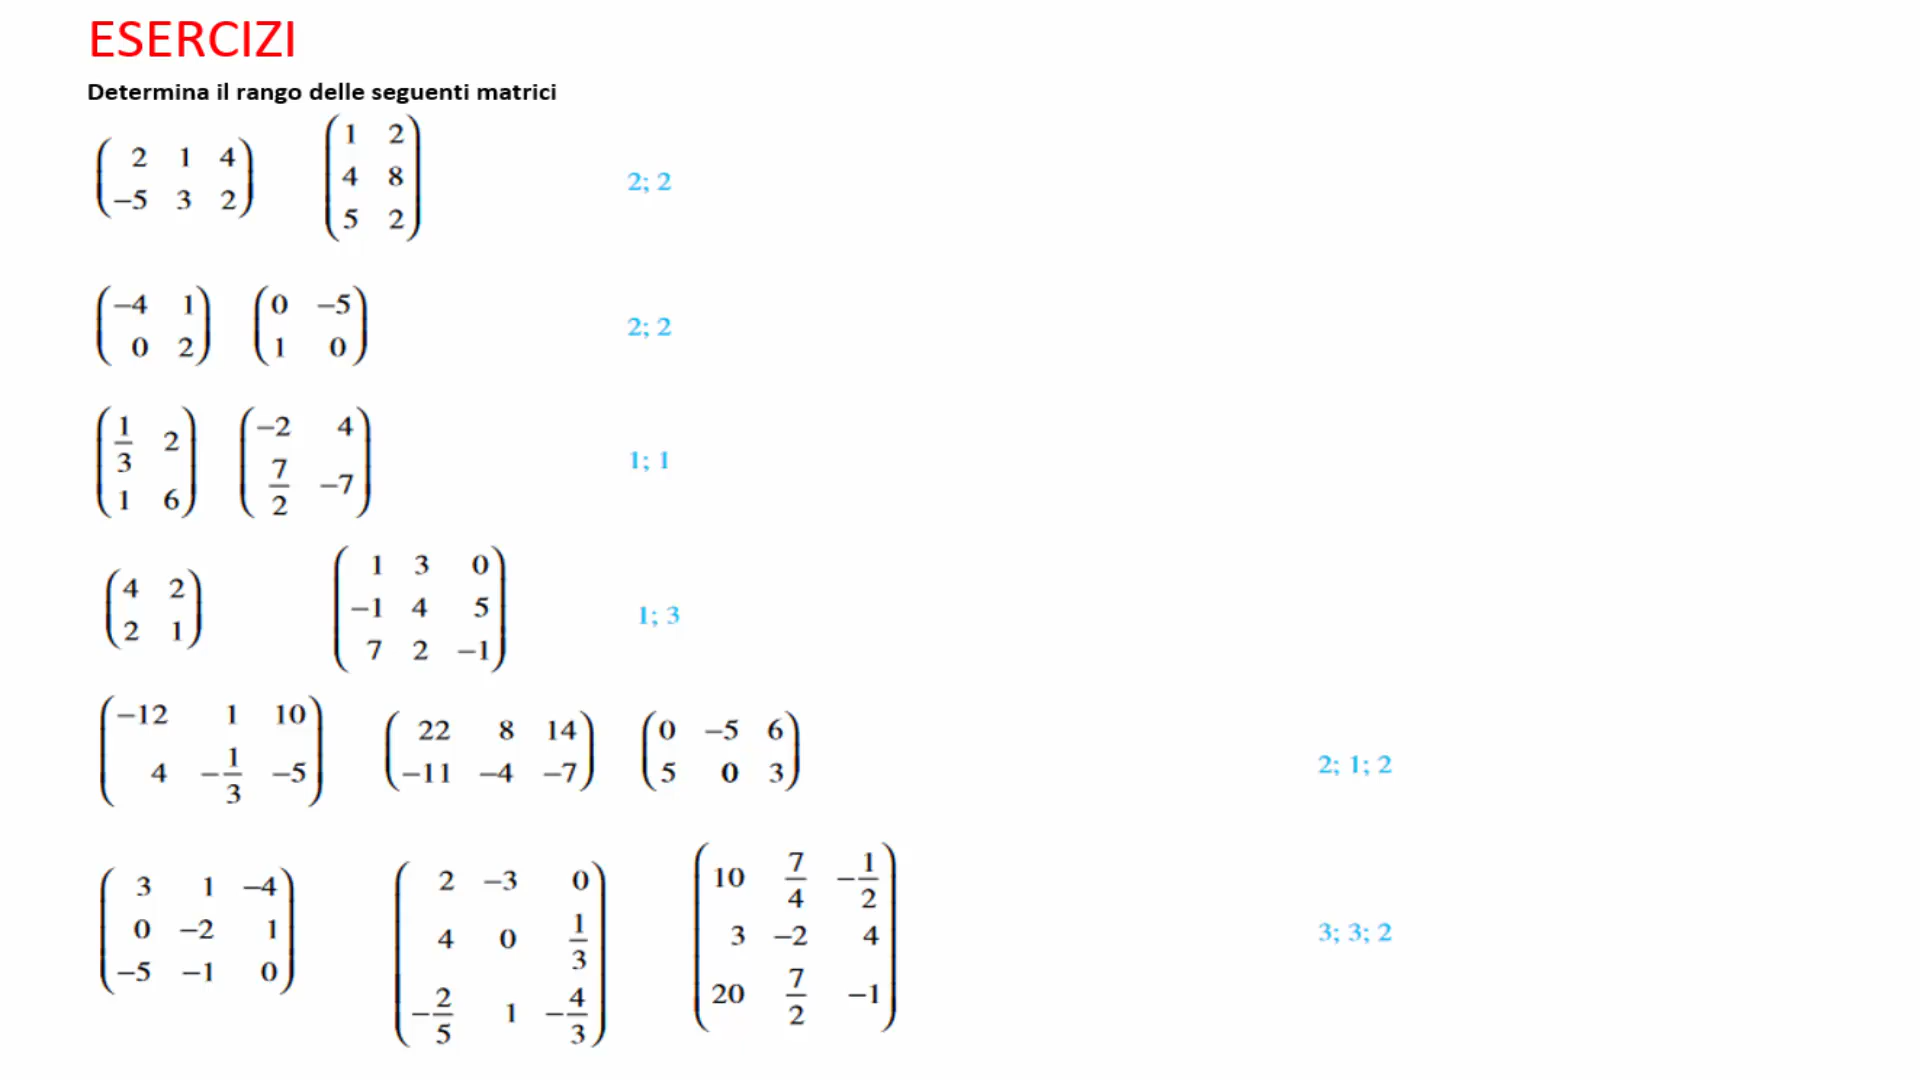 ESERCIZI
Determina il rango delle seguenti matrici
(2 1 4; −5 3 2) (1 2; 4 8; 5 2) 2; 2
(−4 1; 0 2) (0 −5; 1 0) 2; 2
(1/3 2; 1 6) (−2 4; 7/2 −7) 1; 1
(4 2; 2 1) (1 3 0; −1 4 5; 7 2 −1) 1; 3
(−12 1 10; 4 −1/3 −5) (22 8 14; −11 −4 −7) (0 −5 6; 5 0 3) 2; 1; 2
(3 1 −4; 0 −2 1; −5 −1 0) (2 −3 0; 4 0 1/3; −2/5 1 −4/3) (10 7/4 −1/2; 3 −2 4; 20 7/2 −1) 3; 3; 2